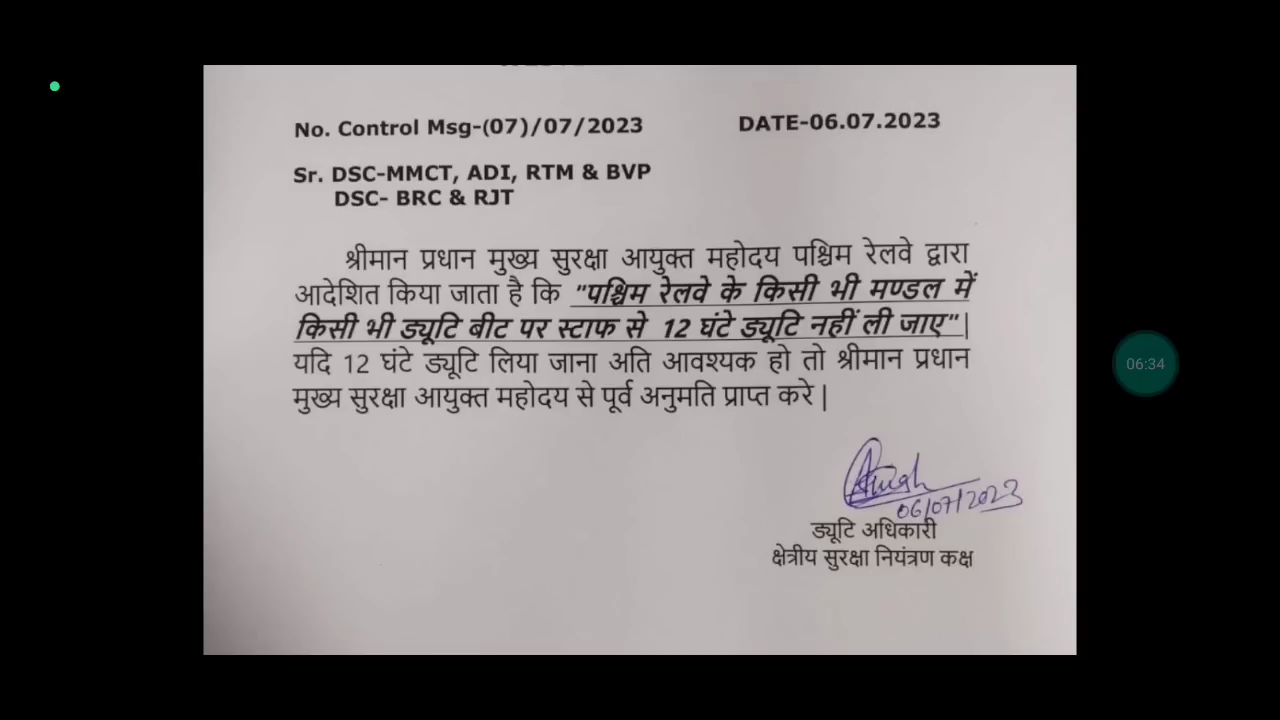 No. Control Msg-(07)/07/2023 DATE-06.07.2023
Sr. DSC-MMCT, ADI, RTM & BVP
DSC- BRC & RJT
श्रीमान प्रधान मुख्य सुरक्षा आयुक्त महोदय पश्चिम रेलवे द्वारा
आदेशित किया जाता है कि "पश्चिम रेलवे के किसी भी मण्डल में
किसी भी ड्यूटि बीट पर स्टाफ से 12 घंटे ड्यूटि नहीं ली जाए"|
यदि 12 घंटे ड्यूटि लिया जाना अति आवश्यक हो तो श्रीमान प्रधान
मुख्य सुरक्षा आयुक्त महोदय से पूर्व अनुमति प्राप्त करे |
06/07/2023
ड्यूटि अधिकारी
क्षेत्रीय सुरक्षा नियंत्रण कक्ष
06:34